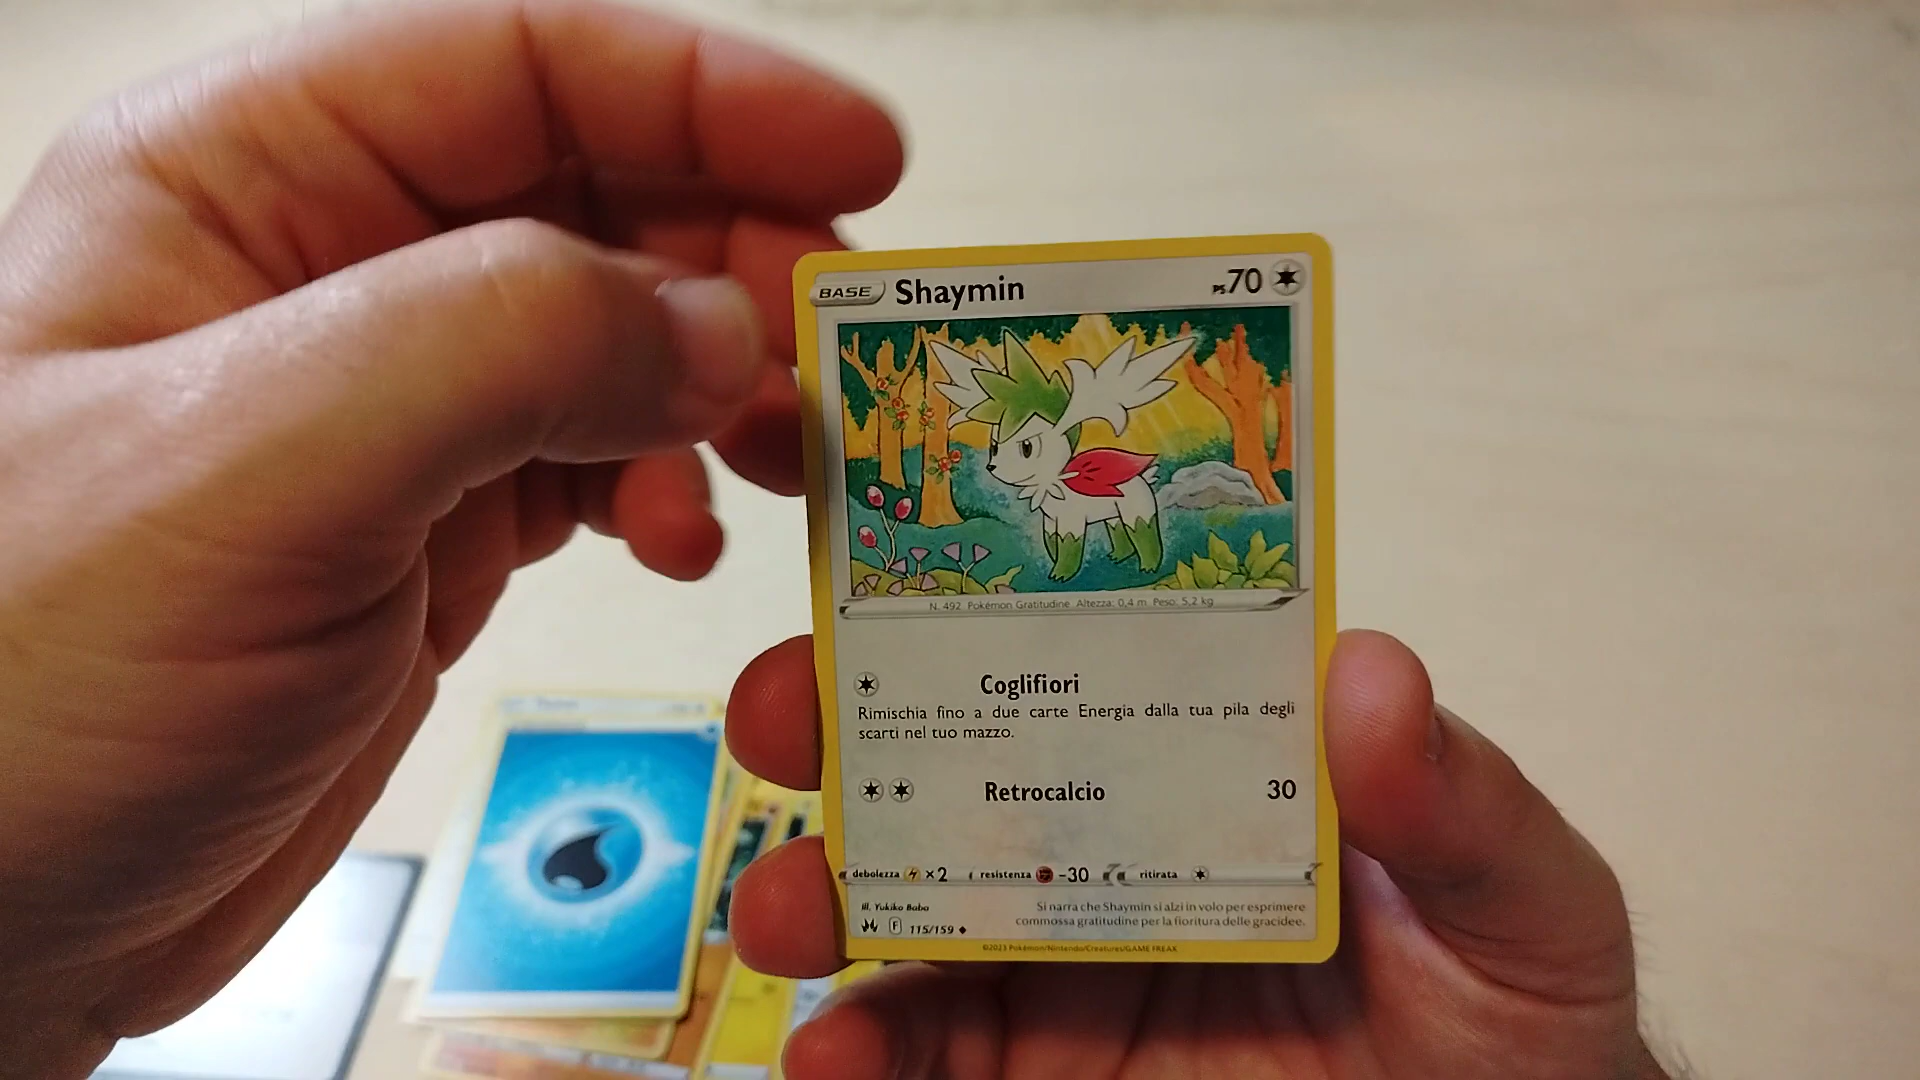 BASE Shaymin PS70
N. 492 Pokémon Gratitudine Altezza: 0,4 m Peso: 5,2 kg
Coglifiori
Rimischia fino a due carte Energia dalla tua pila degli
scarti nel tuo mazzo.
Retrocalcio 30
debolezza ×2 resistenza -30 ritirata
Ill. Yukiko Baba
Si narra che Shaymin si alzi in volo per esprimere
commossa gratitudine per la fioritura delle gracidee.
F 115/159
©2023 Pokémon/Nintendo/Creatures/GAME FREAK